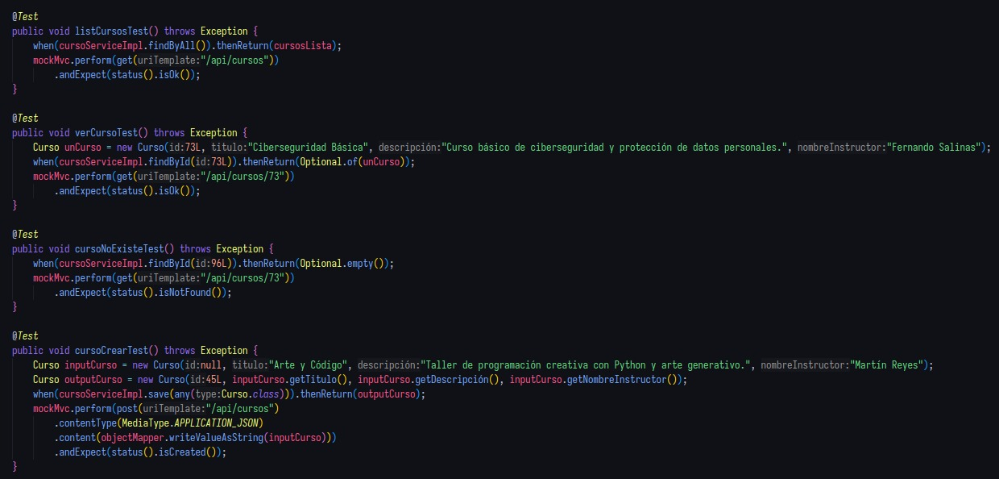 @Test
public void listCursosTest() throws Exception {
    when(cursoServiceImpl.findByAll()).thenReturn(cursosLista);
    mockMvc.perform(get(uriTemplate:"/api/cursos"))
        .andExpect(status().isOk());
}

@Test
public void verCursoTest() throws Exception {
    Curso unCurso = new Curso(id:73L, titulo:"Ciberseguridad Básica", descripción:"Curso básico de ciberseguridad y protección de datos personales.", nombreInstructor:"Fernando Salinas");
    when(cursoServiceImpl.findById(id:73L)).thenReturn(Optional.of(unCurso));
    mockMvc.perform(get(uriTemplate:"/api/cursos/73"))
        .andExpect(status().isOk());
}

@Test
public void cursoNoExisteTest() throws Exception {
    when(cursoServiceImpl.findById(id:96L)).thenReturn(Optional.empty());
    mockMvc.perform(get(uriTemplate:"/api/cursos/73"))
        .andExpect(status().isNotFound());
}

@Test
public void cursoCrearTest() throws Exception {
    Curso inputCurso = new Curso(id:null, titulo:"Arte y Código", descripción:"Taller de programación creativa con Python y arte generativo.", nombreInstructor:"Martín Reyes");
    Curso outputCurso = new Curso(id:45L, inputCurso.getTitulo(), inputCurso.getDescripción(), inputCurso.getNombreInstructor());
    when(cursoServiceImpl.save(any(type:Curso.class))).thenReturn(outputCurso);
    mockMvc.perform(post(uriTemplate:"/api/cursos")
        .contentType(MediaType.APPLICATION_JSON)
        .content(objectMapper.writeValueAsString(inputCurso)))
        .andExpect(status().isCreated());
}